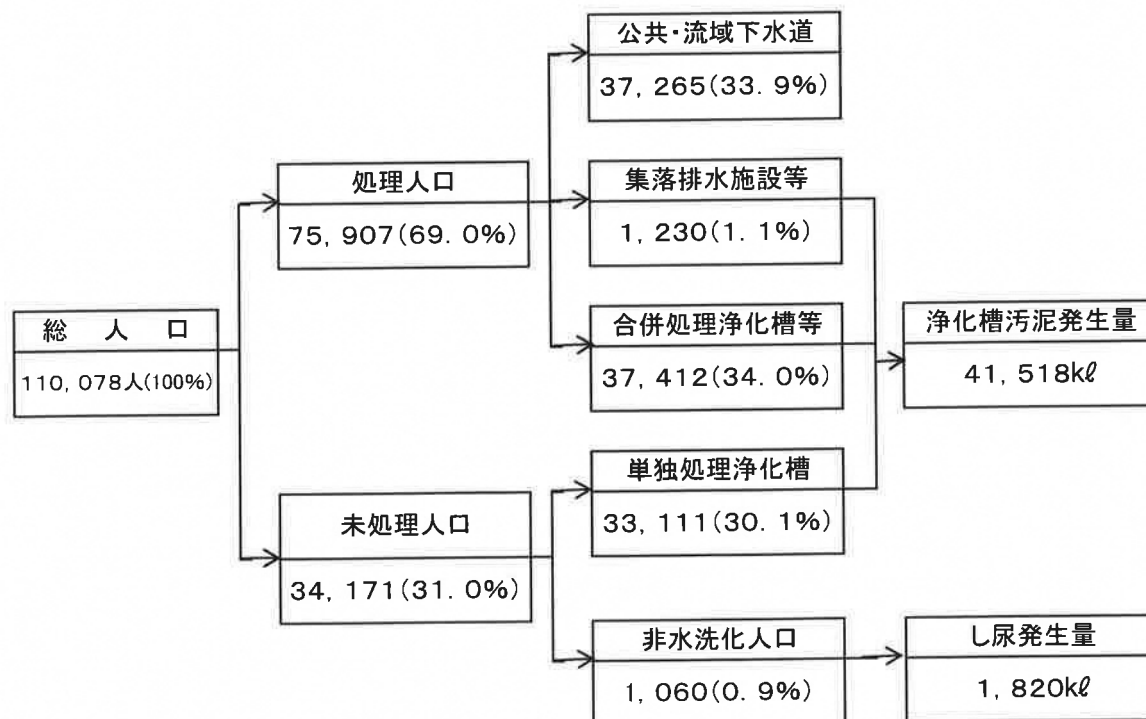 公共・流域下水道
37, 265(33. 9%)
処理人口
75, 907(69. 0%)
集落排水施設等
1, 230(1. 1%)
総 人 口
110, 078人(100%)
合併処理浄化槽等
37, 412(34. 0%)
浄化槽汚泥発生量
41, 518kℓ
未処理人口
34, 171(31. 0%)
単独処理浄化槽
33, 111(30. 1%)
非水洗化人口
1, 060(0. 9%)
し尿発生量
1, 820kℓ